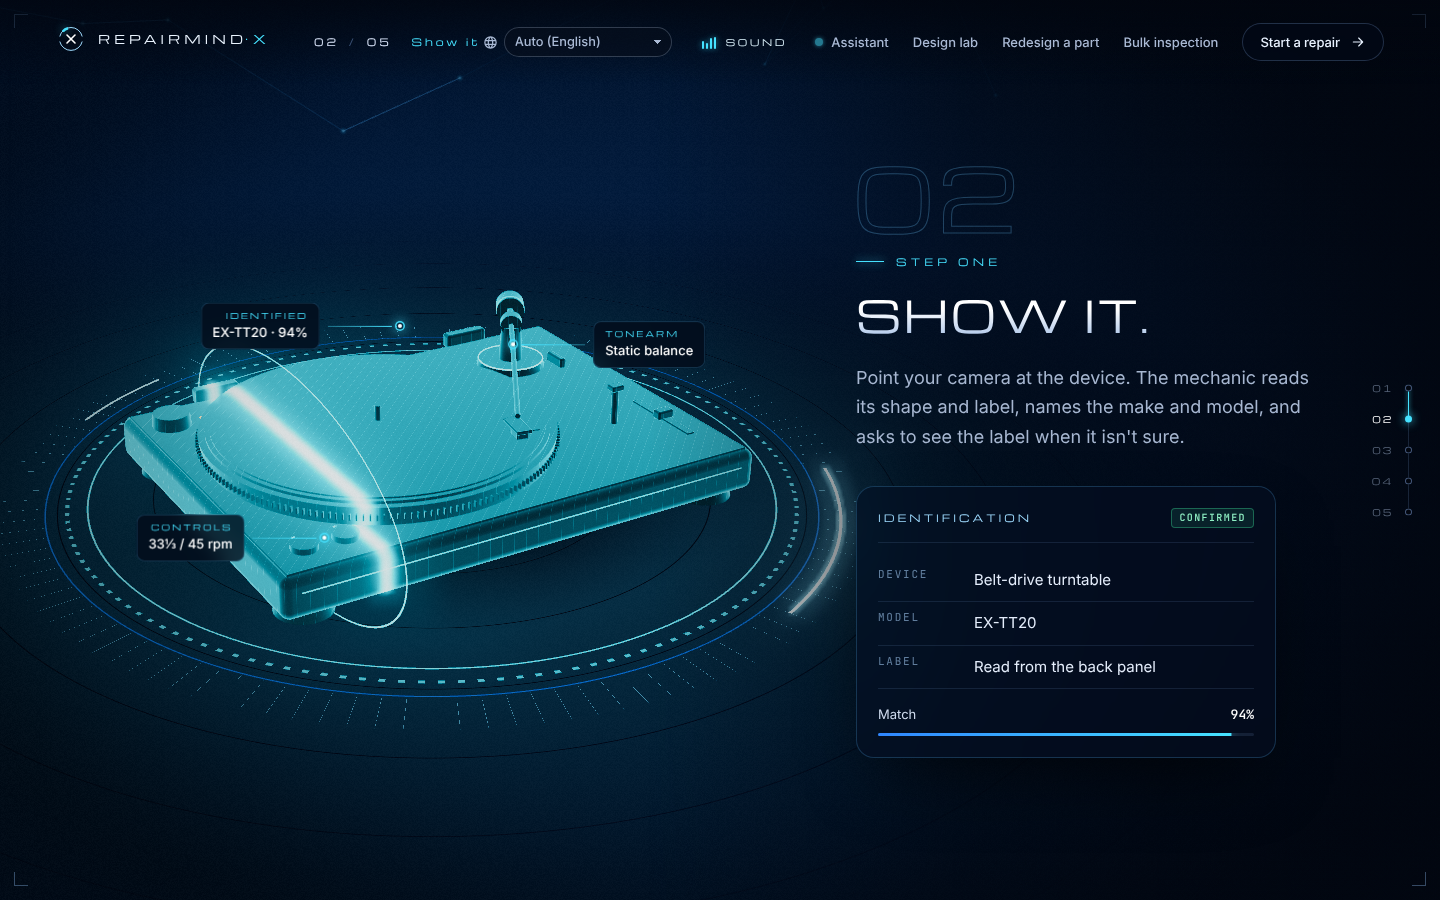 REPAIRMIND·X
02 / 05 Show it
Auto (English)
SOUND
Assistant
Design lab
Redesign a part
Bulk inspection
Start a repair
02
STEP ONE
SHOW IT.
Point your camera at the device. The mechanic reads
its shape and label, names the make and model, and
asks to see the label when it isn't sure.
IDENTIFIED
EX-TT20 · 94%
TONEARM
Static balance
CONTROLS
33⅓ / 45 rpm
IDENTIFICATION
CONFIRMED
DEVICE Belt-drive turntable
MODEL EX-TT20
LABEL Read from the back panel
Match 94%
01
02
03
04
05